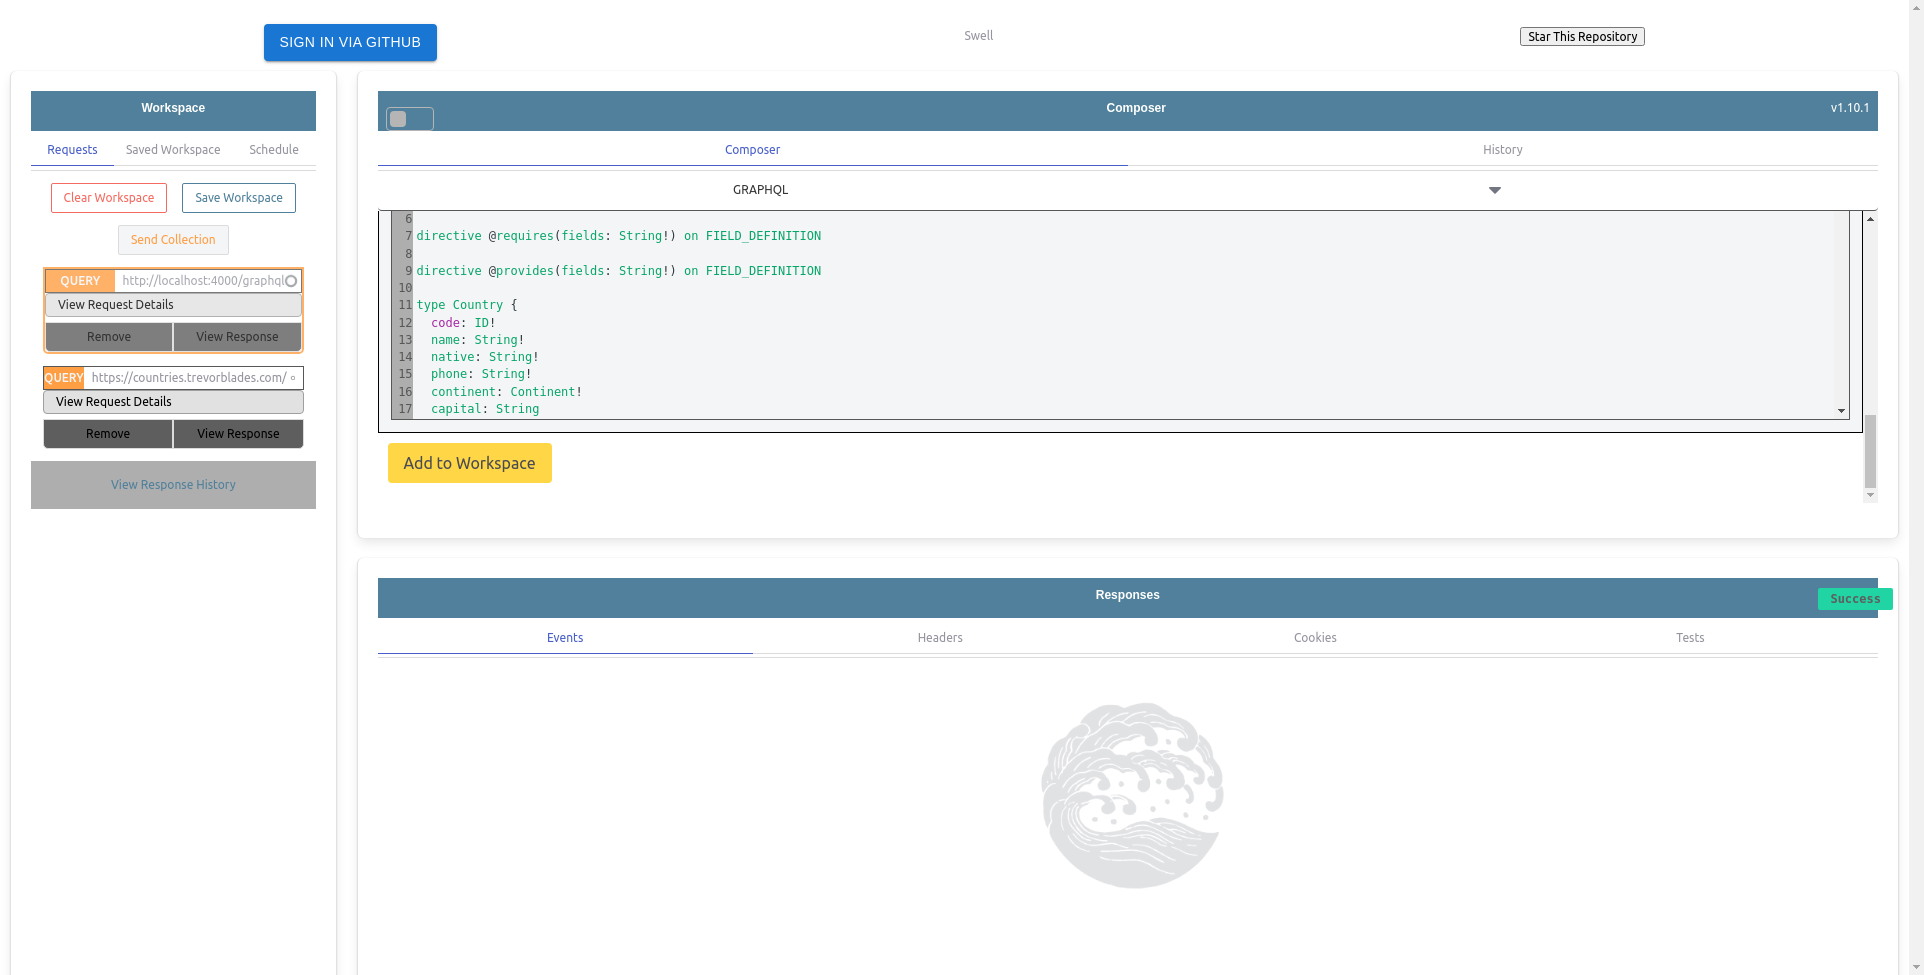 SIGN IN VIA GITHUB
Swell
Star This Repository
Workspace
Requests
Saved Workspace
Schedule
Clear Workspace
Save Workspace
Send Collection
QUERY
http://localhost:4000/graphql
View Request Details
Remove
View Response
QUERY
https://countries.trevorblades.com/
View Request Details
Remove
View Response
View Response History
Composer
v1.10.1
Composer
History
GRAPHQL
6
7 directive @requires(fields: String!) on FIELD_DEFINITION
8
9 directive @provides(fields: String!) on FIELD_DEFINITION
10
11 type Country {
12 code: ID!
13 name: String!
14 native: String!
15 phone: String!
16 continent: Continent!
17 capital: String
Add to Workspace
Responses
Success
Events
Headers
Cookies
Tests